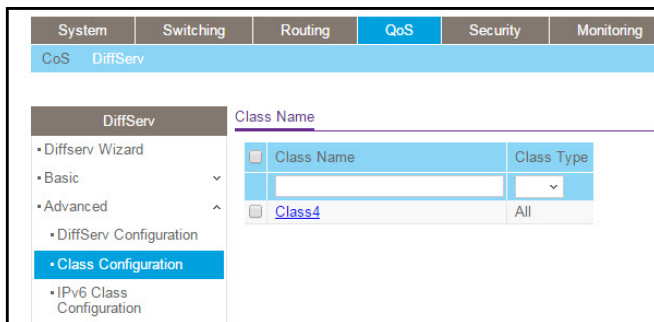 System Switching Routing QoS Security Monitoring
CoS DiffServ
DiffServ
Class Name
Diffserv Wizard
Class Name Class Type
Basic
Advanced
Class4 All
DiffServ Configuration
Class Configuration
IPv6 Class
Configuration